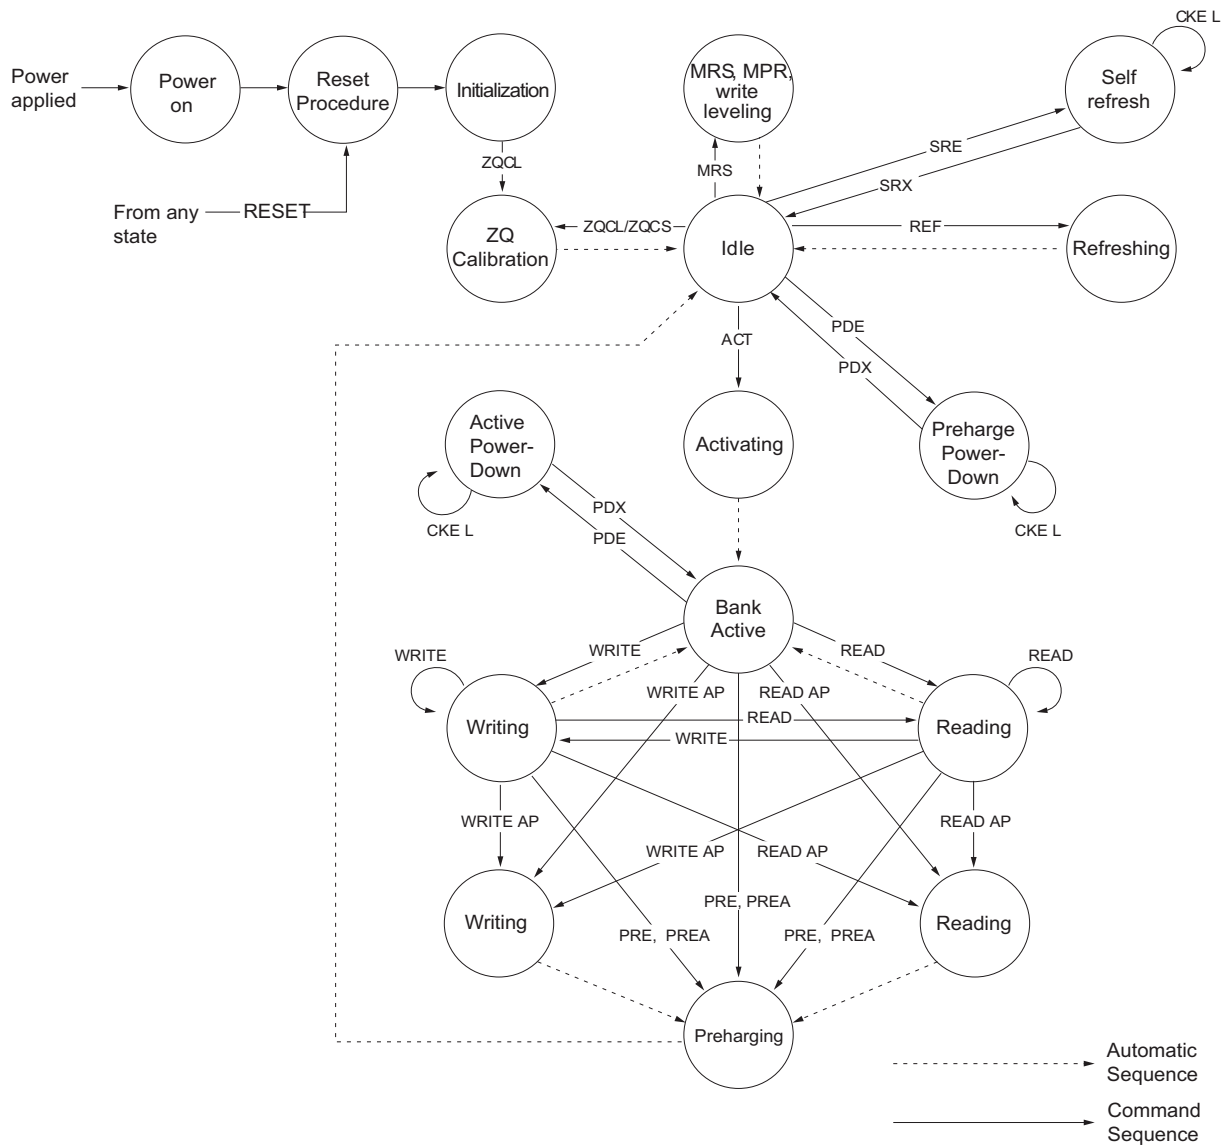 CKE L
Power
applied
Power
on
Reset
Procedure
Initialization
MRS, MPR,
write
leveling
Self
refresh
ZQCL
MRS
SRE
SRX
From any
state
RESET
ZQ
Calibration
ZQCL/ZQCS
Idle
REF
Refreshing
ACT
PDE
PDX
Active
Power-
Down
Activating
Preharge
Power-
Down
CKE L
PDX
PDE
CKE L
Bank
Active
WRITE
WRITE
READ
READ
WRITE AP
READ AP
Writing
READ
WRITE
Reading
WRITE AP
WRITE AP
READ AP
READ AP
Writing
PRE, PREA
PRE, PREA
PRE, PREA
Reading
Preharging
Automatic
Sequence
Command
Sequence